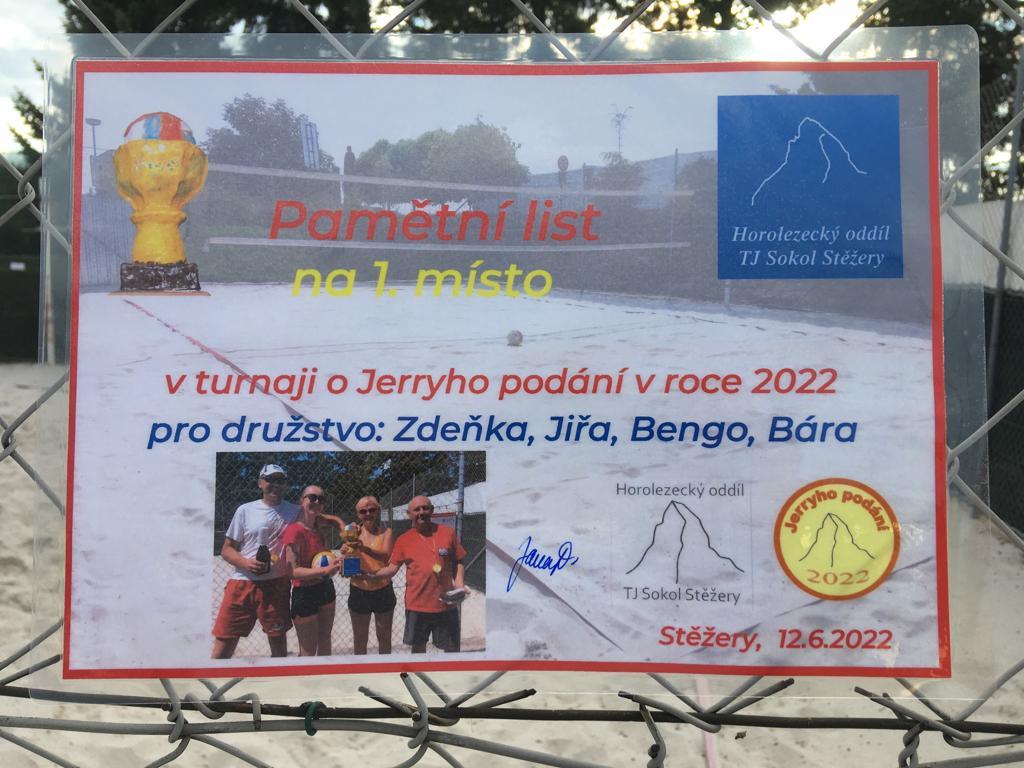 Pamětní list
na 1. místo
Horolezecký oddíl
TJ Sokol Stěžery
v turnaji o Jerryho podání v roce 2022
pro družstvo: Zdeňka, Jiřa, Bengo, Bára
Horolezecký oddíl
TJ Sokol Stěžery
Jerryho podání
2022
Stěžery, 12.6.2022